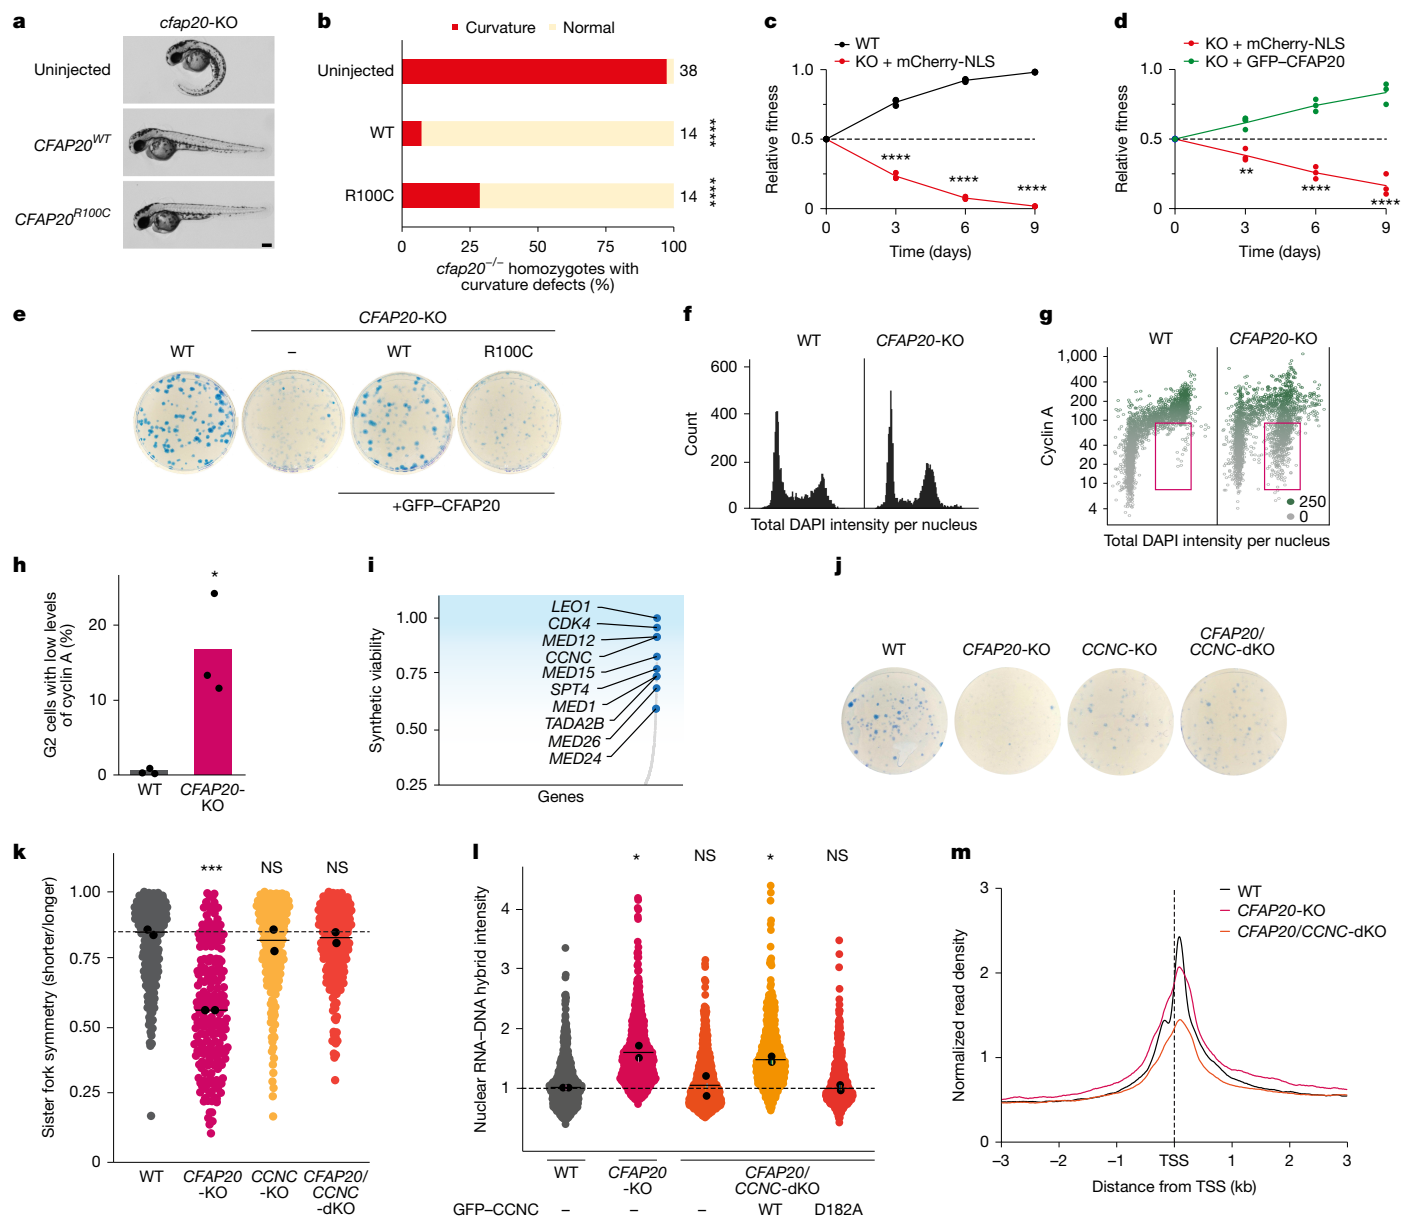 a
cfap20-KO
Uninjected
CFAP20WT
CFAP20R100C
b
Curvature Normal
Uninjected
WT
R100C
38
14
****
14
****
0 25 50 75 100
cfap20−/− homozygotes with
curvature defects (%)
c
WT
KO + mCherry-NLS
Relative fitness
1.0
0.5
0
****
****
****
0 3 6 9
Time (days)
d
KO + mCherry-NLS
KO + GFP–CFAP20
Relative fitness
1.0
0.5
0
**
****
****
0 3 6 9
Time (days)
e
CFAP20-KO
WT – WT R100C
+GFP–CFAP20
f
WT CFAP20-KO
Count
600
400
200
0
Total DAPI intensity per nucleus
g
WT CFAP20-KO
Cyclin A
1,000
400
200
100
40
20
10
4
250
0
Total DAPI intensity per nucleus
h
G2 cells with low levels
of cyclin A (%)
20
10
0
*
WT CFAP20-
KO
i
Synthetic viability
1.00
0.75
0.50
0.25
LEO1
CDK4
MED12
CCNC
MED15
SPT4
MED1
TADA2B
MED26
MED24
Genes
j
WT CFAP20-KO CCNC-KO CFAP20/
CCNC-dKO
k
Sister fork symmetry (shorter/longer)
1.00
0.75
0.50
0.25
0
*** NS NS
WT CFAP20
-KO CCNC
-KO CFAP20/
CCNC
-dKO
l
Nuclear RNA–DNA hybrid intensity
4
3
2
1
* NS * NS
WT CFAP20
-KO CFAP20/
CCNC-dKO
GFP–CCNC – – – WT D182A
m
WT
CFAP20-KO
CFAP20/CCNC-dKO
Normalized read density
3
2
1
0
−3 −2 −1 TSS 1 2 3
Distance from TSS (kb)